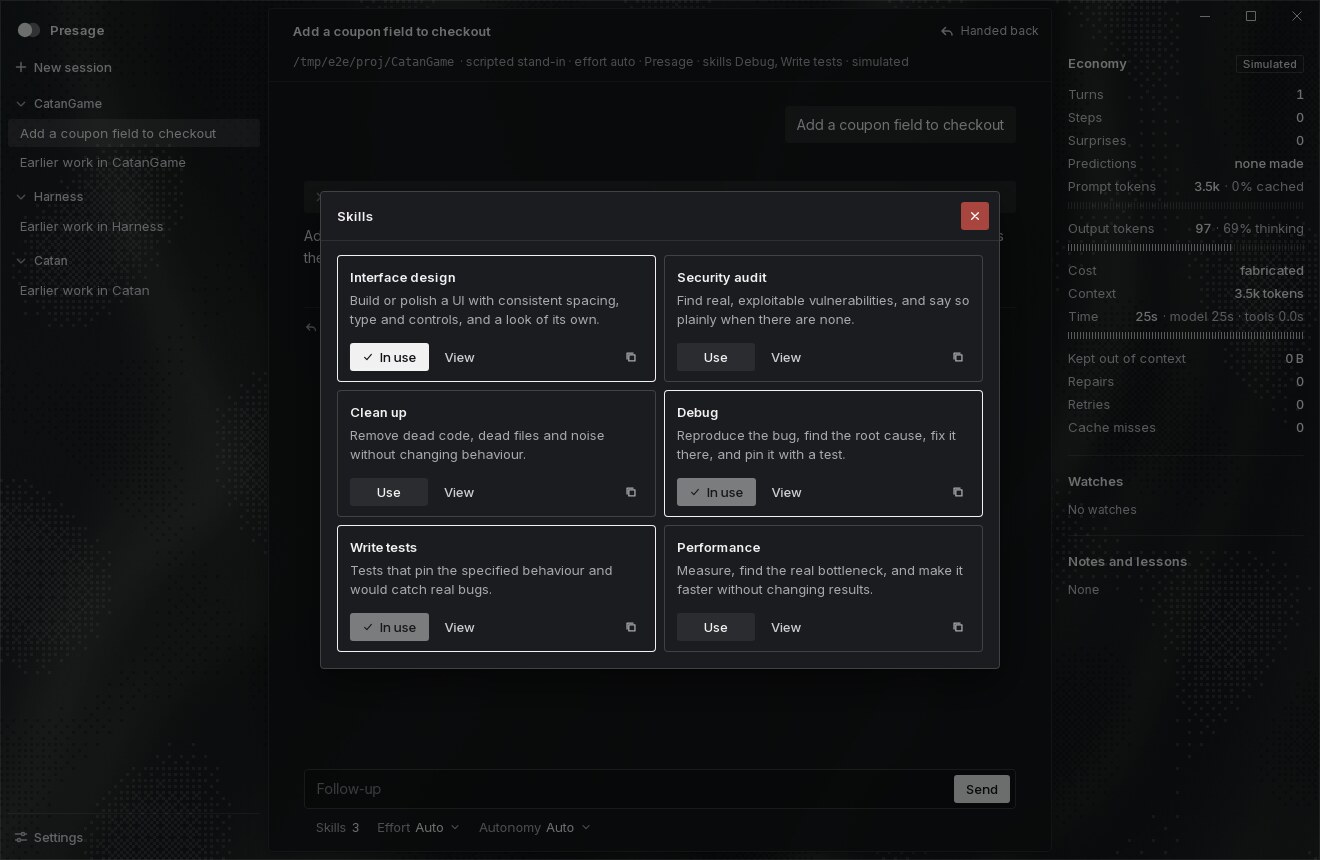 Presage
New session
CatanGame
Add a coupon field to checkout
Earlier work in CatanGame
Harness
Earlier work in Harness
Catan
Earlier work in Catan
Settings
Add a coupon field to checkout
Handed back
/tmp/e2e/proj/CatanGame · scripted stand-in · effort auto · Presage · skills Debug, Write tests · simulated
Add a coupon field to checkout
Skills
Interface design
Build or polish a UI with consistent spacing,
type and controls, and a look of its own.
In use View
Security audit
Find real, exploitable vulnerabilities, and say so
plainly when there are none.
Use View
Clean up
Remove dead code, dead files and noise
without changing behaviour.
Use View
Debug
Reproduce the bug, find the root cause, fix it
there, and pin it with a test.
In use View
Write tests
Tests that pin the specified behaviour and
would catch real bugs.
In use View
Performance
Measure, find the real bottleneck, and make it
faster without changing results.
Use View
Follow-up
Send
Skills 3 Effort Auto Autonomy Auto
Economy Simulated
Turns 1
Steps 0
Surprises 0
Predictions none made
Prompt tokens 3.5k · 0% cached
Output tokens 97 · 69% thinking
Cost fabricated
Context 3.5k tokens
Time 25s · model 25s · tools 0.0s
Kept out of context 0 B
Repairs 0
Retries 0
Cache misses 0
Watches
No watches
Notes and lessons
None